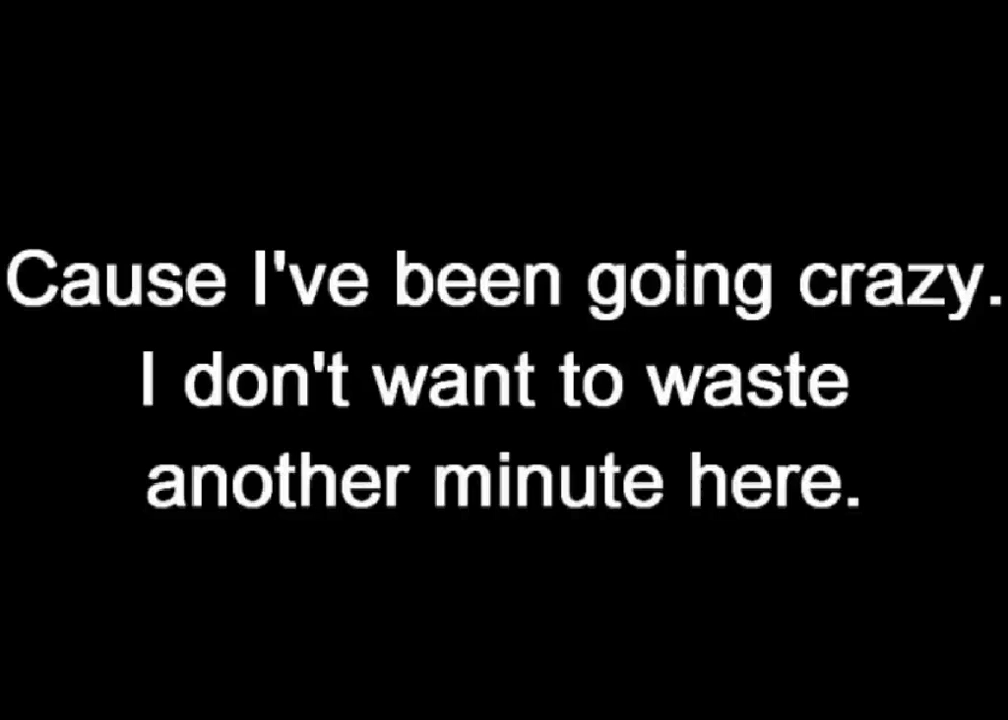 Cause I've been going crazy.
I don't want to waste
another minute here.